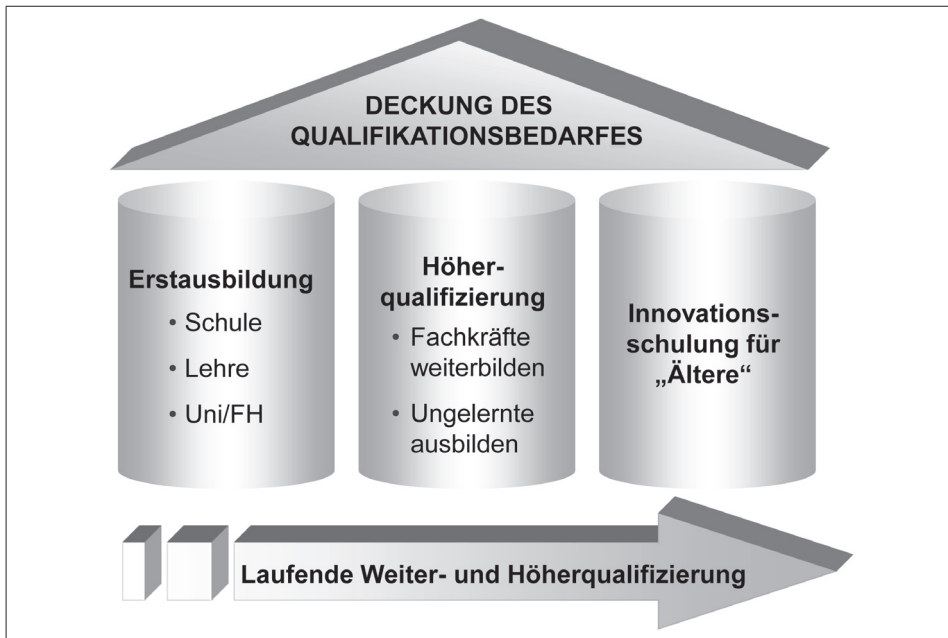 DECKUNG DES
QUALIFIKATIONSBEDARFES
Erstausbildung
• Schule
• Lehre
• Uni/FH
Höher-
qualifizierung
• Fachkräfte
weiterbilden
• Ungelernte
ausbilden
Innovations-
schulung für
„Ältere“
Laufende Weiter- und Höherqualifizierung